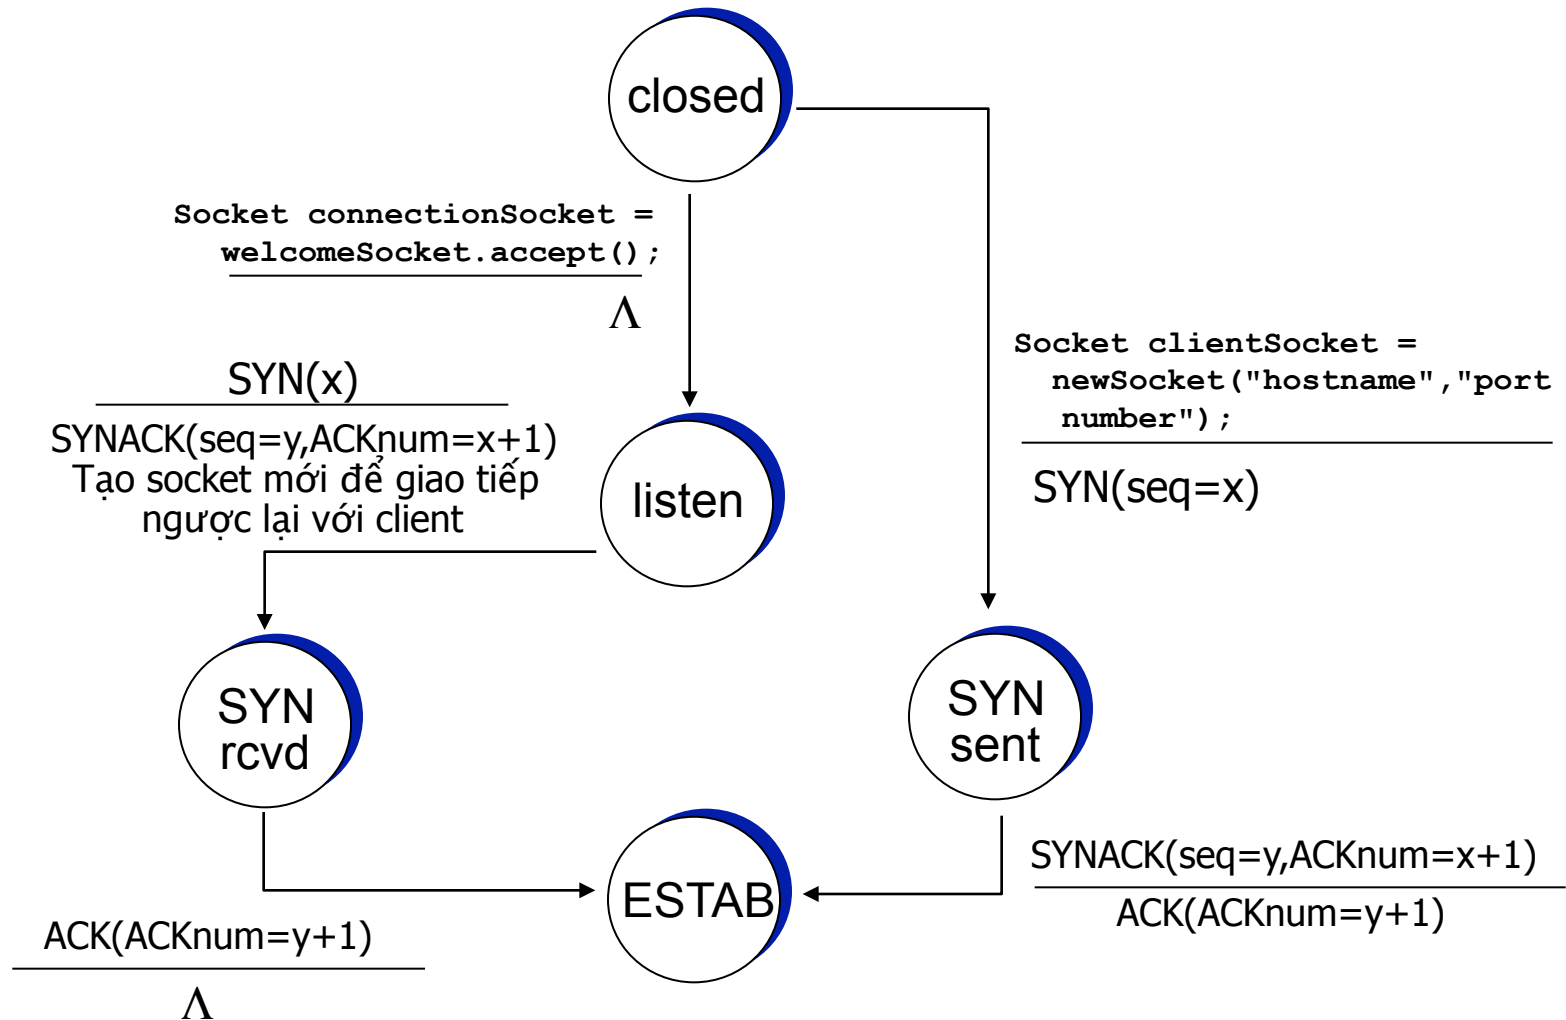 closed
Socket connectionSocket =
welcomeSocket.accept();
Λ
Socket clientSocket =
newSocket("hostname","port
number");
SYN(seq=x)
SYN(x)
SYNACK(seq=y,ACKnum=x+1)
Tạo socket mới để giao tiếp
ngược lại với client
listen
SYN
rcvd
SYN
sent
ESTAB
SYNACK(seq=y,ACKnum=x+1)
ACK(ACKnum=y+1)
ACK(ACKnum=y+1)
Λ